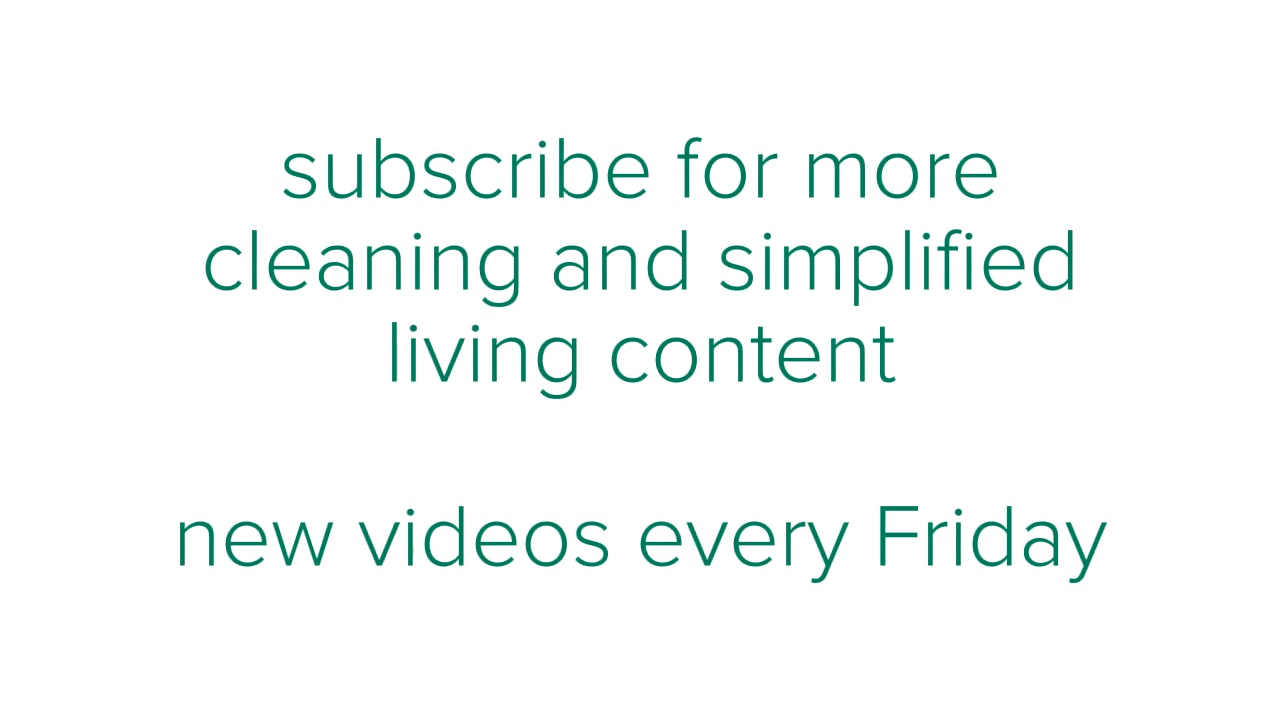 subscribe for more
cleaning and simplified
living content
new videos every Friday